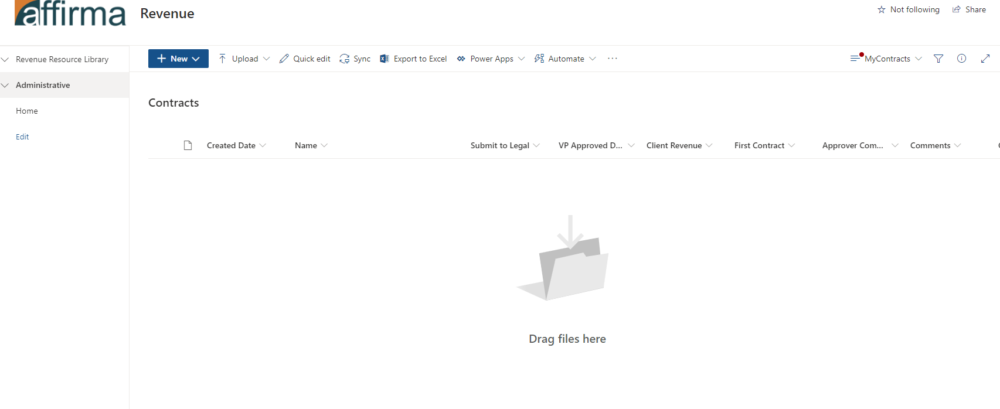 affirma
Revenue
Not following
Share
Revenue Resource Library
Administrative
Home
Edit
New
Upload
Quick edit
Sync
Export to Excel
Power Apps
Automate
...
MyContracts
Contracts
Created Date
Name
Submit to Legal
VP Approved D...
Client Revenue
First Contract
Approver Com...
Comments
Drag files here